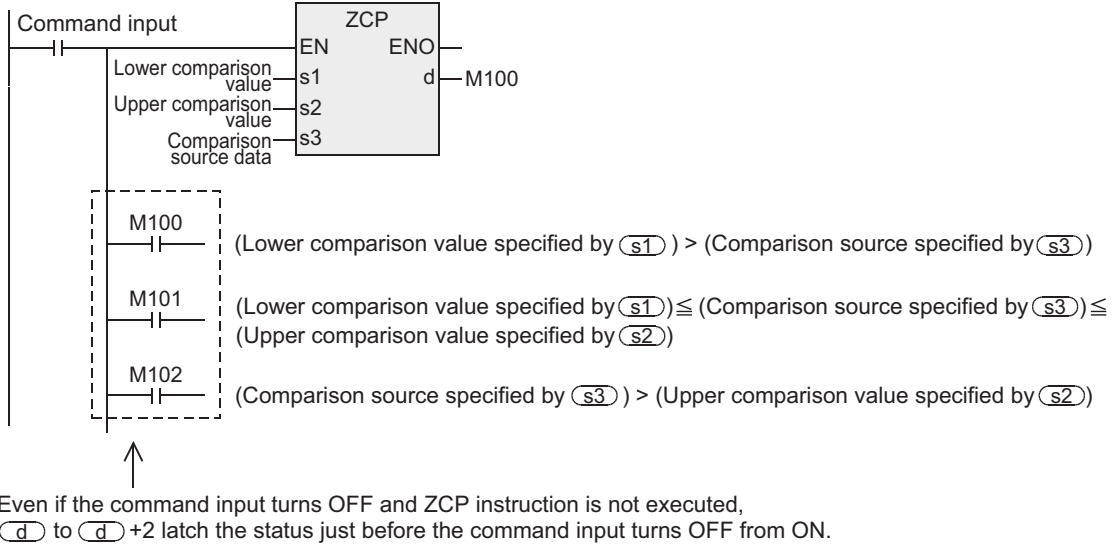 Command input
ZCP
EN ENO
Lower comparison
value
s1 d M100
Upper comparison
value
s2
Comparison
source data
s3
M100
(Lower comparison value specified by s1 ) > (Comparison source specified by s3 )
M101
(Lower comparison value specified by s1 )≦ (Comparison source specified by s3 )≦
(Upper comparison value specified by s2 )
M102
(Comparison source specified by s3 ) > (Upper comparison value specified by s2 )
Even if the command input turns OFF and ZCP instruction is not executed,
d to d +2 latch the status just before the command input turns OFF from ON.